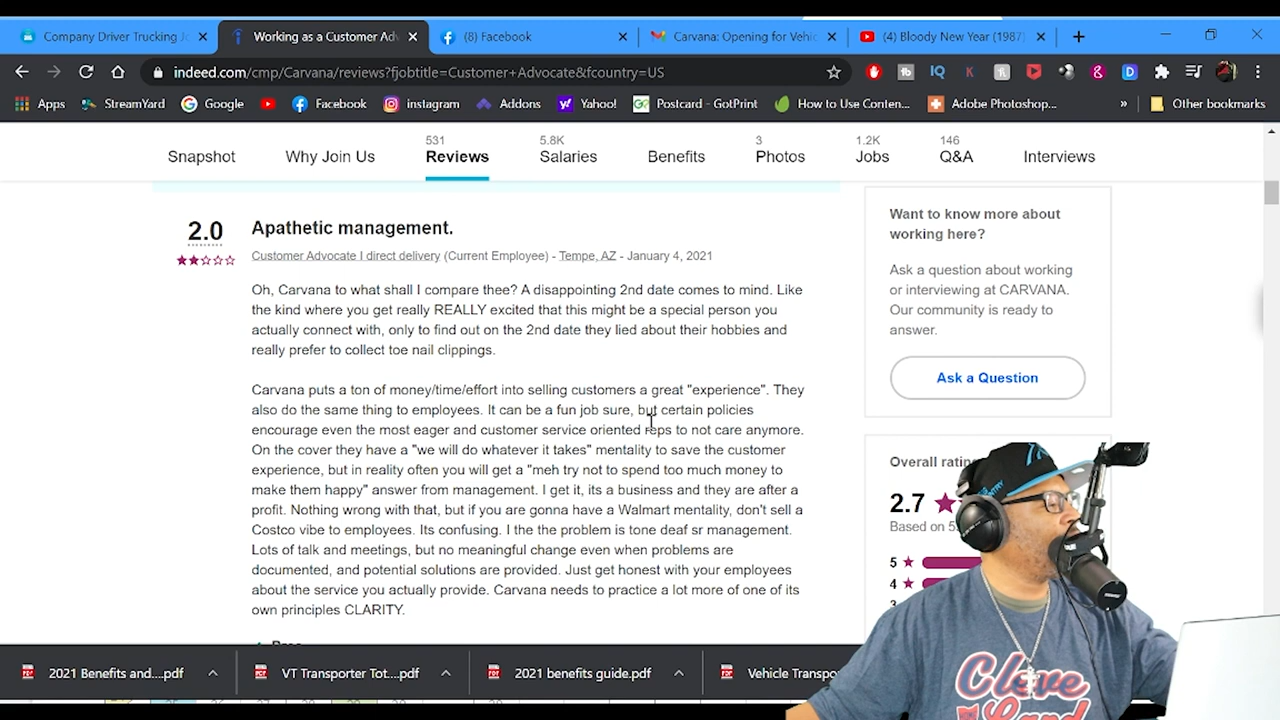 Company Driver Trucking Jo
Working as a Customer Adv
(8) Facebook
Carvana: Opening for Vehic
(4) Bloody New Year (1987)
indeed.com/cmp/Carvana/reviews?fjobtitle=Customer+Advocate&fcountry=US
Apps
StreamYard
Google
Facebook
instagram
Addons
Yahoo!
Postcard - GotPrint
How to Use Conten...
Adobe Photoshop...
Other bookmarks
Snapshot
Why Join Us
531
Reviews
5.8K
Salaries
Benefits
3
Photos
1.2K
Jobs
146
Q&A
Interviews
2.0
Apathetic management.
Customer Advocate I direct delivery (Current Employee) - Tempe, AZ - January 4, 2021
Oh, Carvana to what shall I compare thee? A disappointing 2nd date comes to mind. Like
the kind where you get really REALLY excited that this might be a special person you
actually connect with, only to find out on the 2nd date they lied about their hobbies and
really prefer to collect toe nail clippings.
Carvana puts a ton of money/time/effort into selling customers a great "experience". They
also do the same thing to employees. It can be a fun job sure, but certain policies
encourage even the most eager and customer service oriented reps to not care anymore.
On the cover they have a "we will do whatever it takes" mentality to save the customer
experience, but in reality often you will get a "meh try not to spend too much money to
make them happy" answer from management. I get it, its a business and they are after a
profit. Nothing wrong with that, but if you are gonna have a Walmart mentality, don't sell a
Costco vibe to employees. Its confusing. I the the problem is tone deaf sr management.
Lots of talk and meetings, but no meaningful change even when problems are
documented, and potential solutions are provided. Just get honest with your employees
about the service you actually provide. Carvana needs to practice a lot more of one of its
own principles CLARITY.
Want to know more about
working here?
Ask a question about working
or interviewing at CARVANA.
Our community is ready to
answer.
Ask a Question
Overall rating
2.7
Based on
5
4
2021 Benefits and....pdf
VT Transporter Tot....pdf
2021 benefits guide.pdf
Vehicle Transpo
Cleveland